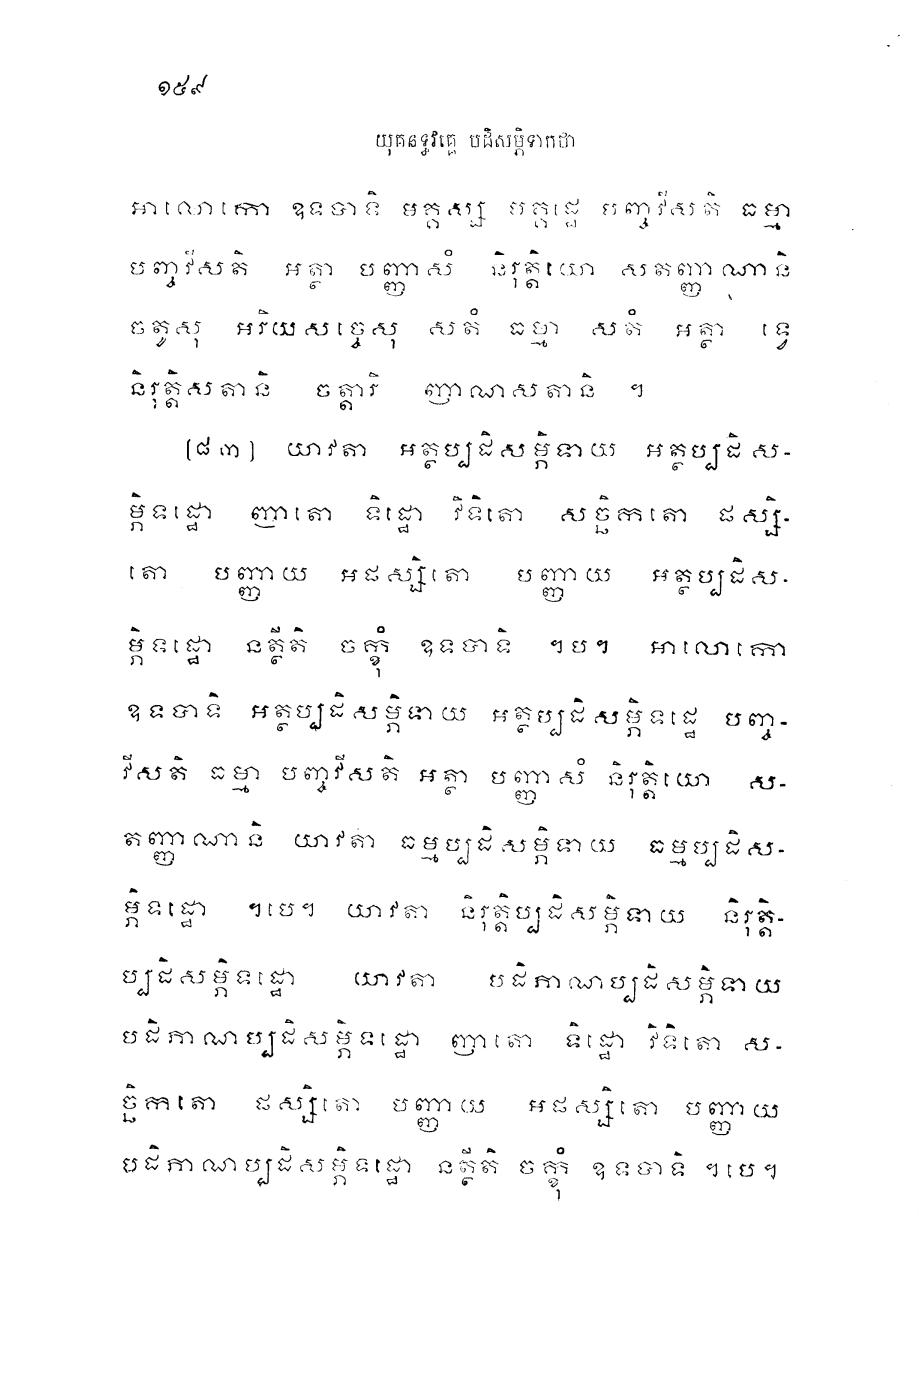 ១៥៩
យុគនទ្ធវគ្គេ បដិសម្ភិទាកថា
អាលោកោ ឧទបាទិ មគ្គស្ស មគ្គដ្ឋេ បញ្ចវីសតិ ធម្មា
បញ្ចវីសតិ អត្ថា បញ្ញាសំ និរុត្តិយោ សតញ្ញាណានិ
ចតូសុ អរិយសច្ចេសុ សតំ ធម្មា សតំ អត្ថា ទ្វេ
និរុត្តិសតានិ ចត្តារិ ញាណសតានិ ។
[៨៣] យាវតា អត្ថប្បដិសម្ភិទាយ អត្ថប្បដិស-
ម្ភិទដ្ឋោ ញាតោ ទិដ្ឋោ វិទិតោ សច្ឆិកតោ ផស្សិ-
តោ បញ្ញាយ អផស្សិតោ បញ្ញាយ អត្ថប្បដិស-
ម្ភិទដ្ឋោ នត្ថីតិ ចក្ខុំ ឧទបាទិ ។បេ។ អាលោកោ
ឧទបាទិ អត្ថប្បដិសម្ភិទាយ អត្ថប្បដិសម្ភិទដ្ឋេ បញ្ច-
វីសតិ ធម្មា បញ្ចវីសតិ អត្ថា បញ្ញាសំ និរុត្តិយោ ស-
តញ្ញាណានិ យាវតា ធម្មប្បដិសម្ភិទាយ ធម្មប្បដិស-
ម្ភិទដ្ឋោ ។បេ។ យាវតា និរុត្តិប្បដិសម្ភិទាយ និរុត្តិ-
ប្បដិសម្ភិទដ្ឋោ យាវតា បដិភាណប្បដិសម្ភិទាយ
បដិភាណប្បដិសម្ភិទដ្ឋោ ញាតោ ទិដ្ឋោ វិទិតោ ស-
ច្ឆិកតោ ផស្សិតោ បញ្ញាយ អផស្សិតោ បញ្ញាយ
បដិភាណប្បដិសម្ភិទដ្ឋោ នត្ថីតិ ចក្ខុំ ឧទបាទិ ។បេ។